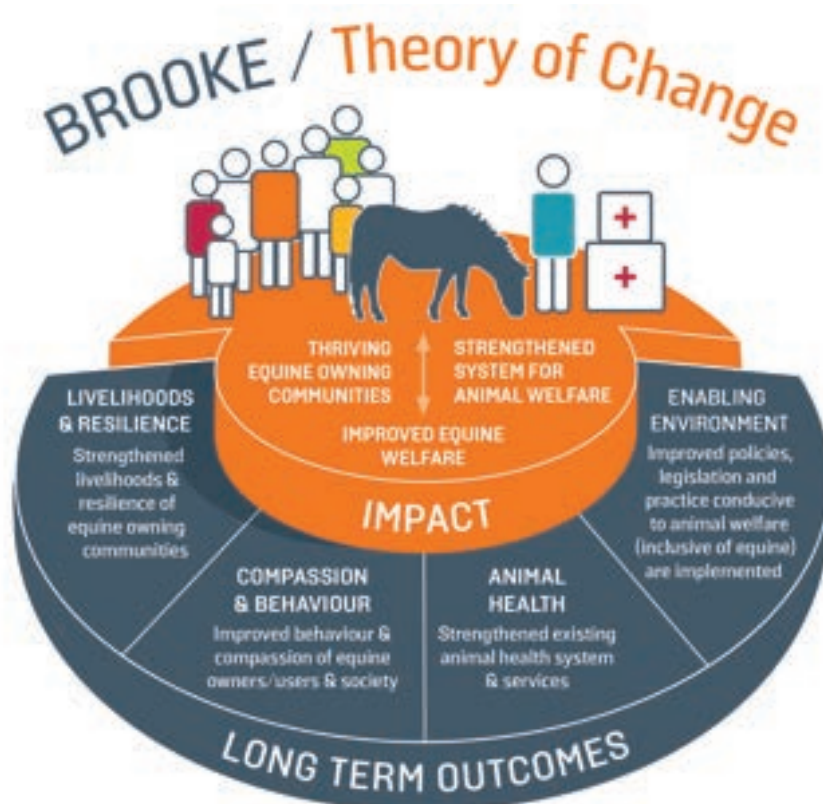 BROOKE / Theory of Change
THRIVING
EQUINE OWNING
COMMUNITIES
STRENGTHENED
SYSTEM FOR
ANIMAL WELFARE
IMPROVED EQUINE
WELFARE
IMPACT
LIVELIHOODS
& RESILIENCE
Strengthened
livelihoods &
resilience of
equine owning
communities
COMPASSION
& BEHAVIOUR
Improved behaviour &
compassion of equine
owners/users & society
ANIMAL
HEALTH
Strengthened existing
animal health system
& services
ENABLING
ENVIRONMENT
Improved policies,
legislation and
practice conducive
to animal welfare
(inclusive of equine)
are implemented
LONG TERM OUTCOMES